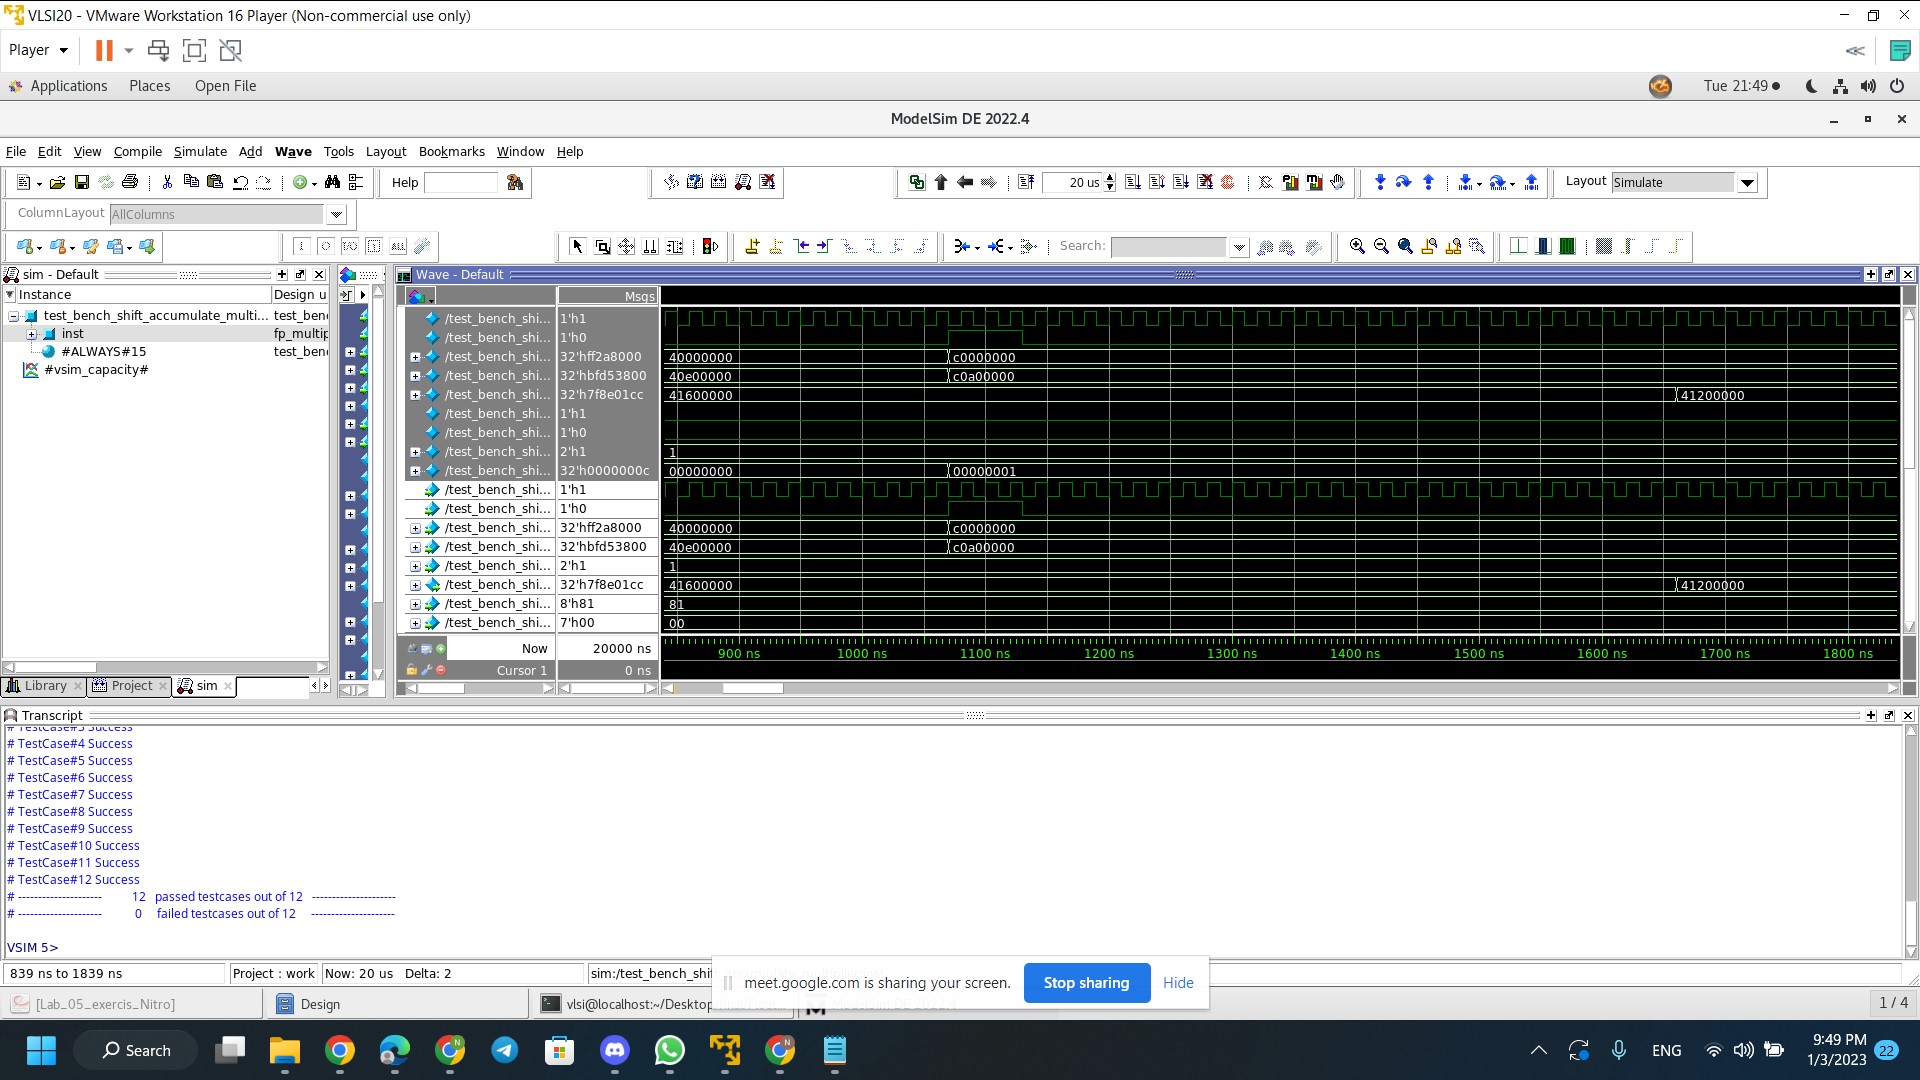 VLSI20 - VMware Workstation 16 Player (Non-commercial use only)
Player
Applications Places Open File Tue 21:49
ModelSim DE 2022.4
File Edit View Compile Simulate Add Wave Tools Layout Bookmarks Window Help
Help 20 us Layout Simulate
ColumnLayout AllColumns
Search:
sim - Default
Instance Design u
test_bench_shift_accumulate_multi... test_ben
inst fp_multip
#ALWAYS#15 test_ben
#vsim_capacity#
Wave - Default
Msgs
/test_bench_shi... 1'h1
/test_bench_shi... 1'h0
/test_bench_shi... 32'hff2a8000 40000000 c0000000
/test_bench_shi... 32'hbfd53800 40e00000 c0a00000
/test_bench_shi... 32'h7f8e01cc 41600000 41200000
/test_bench_shi... 1'h1
/test_bench_shi... 1'h0
/test_bench_shi... 2'h1 1
/test_bench_shi... 32'h0000000c 00000000 00000001
/test_bench_shi... 1'h1
/test_bench_shi... 1'h0
/test_bench_shi... 32'hff2a8000 40000000 c0000000
/test_bench_shi... 32'hbfd53800 40e00000 c0a00000
/test_bench_shi... 2'h1 1
/test_bench_shi... 32'h7f8e01cc 41600000 41200000
/test_bench_shi... 8'h81 81
/test_bench_shi... 7'h00 00
Now 20000 ns 900 ns 1000 ns 1100 ns 1200 ns 1300 ns 1400 ns 1500 ns 1600 ns 1700 ns 1800 ns
Cursor 1 0 ns
Library Project sim
Transcript
# TestCase#3 Success
# TestCase#4 Success
# TestCase#5 Success
# TestCase#6 Success
# TestCase#7 Success
# TestCase#8 Success
# TestCase#9 Success
# TestCase#10 Success
# TestCase#11 Success
# TestCase#12 Success
# --------------------- 12 passed testcases out of 12 ---------------------
# --------------------- 0 failed testcases out of 12 ---------------------
VSIM 5>
839 ns to 1839 ns Project : work Now: 20 us Delta: 2 sim:/test_bench_shif
meet.google.com is sharing your screen. Stop sharing Hide
[Lab_05_exercis_Nitro] Design vlsi@localhost:~/Desktop 1 / 4
Search ENG 9:49 PM
1/3/2023 22